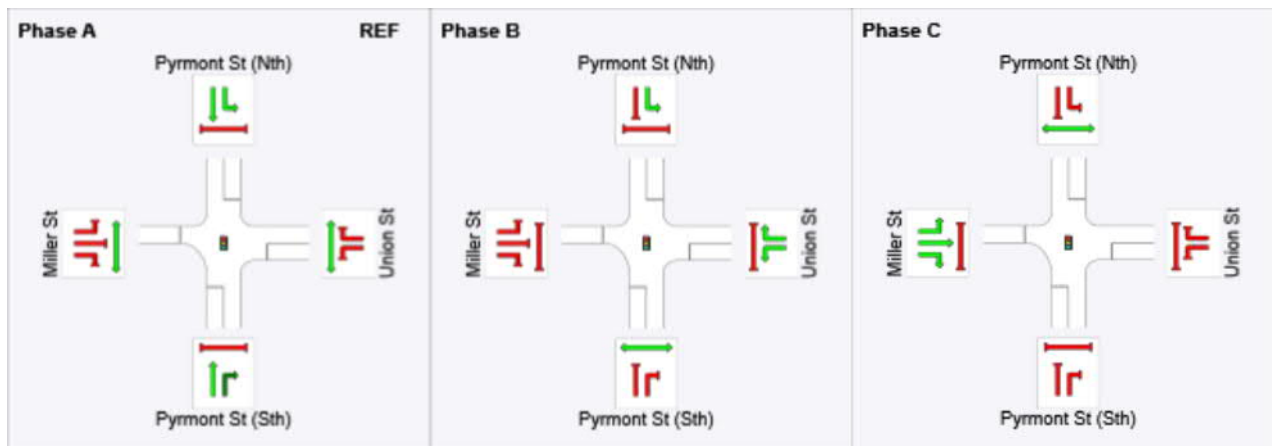 Phase A REF
Pyrmont St (Nth)
Miller St
Union St
Pyrmont St (Sth)
Phase B
Pyrmont St (Nth)
Miller St
Union St
Pyrmont St (Sth)
Phase C
Pyrmont St (Nth)
Miller St
Union St
Pyrmont St (Sth)